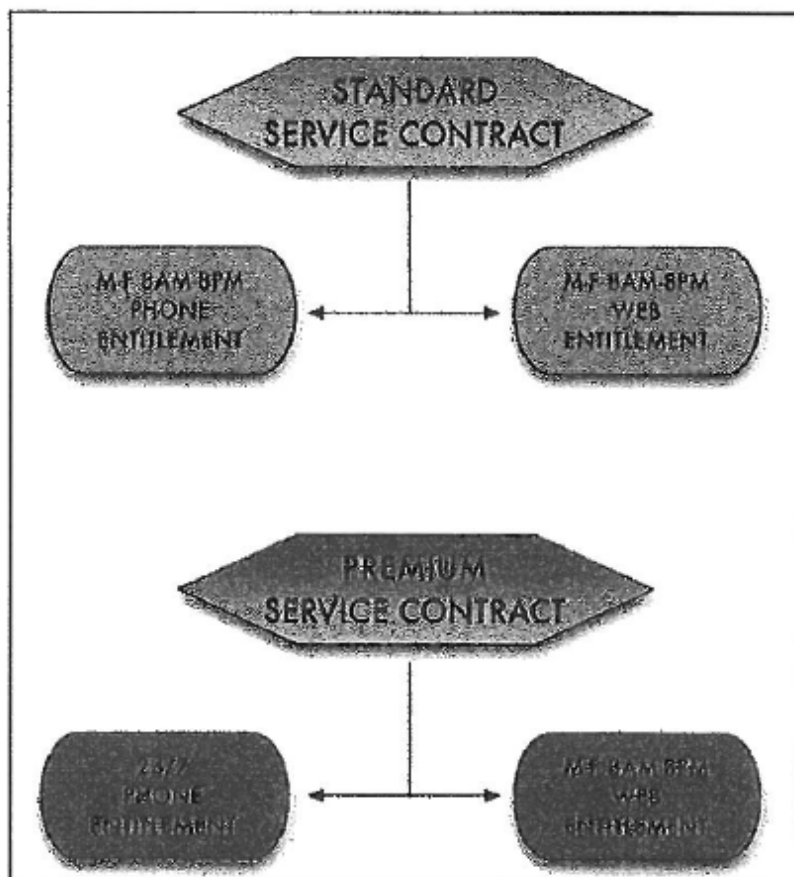 STANDARD
SERVICE CONTRACT
M-F 8AM-8PM
PHONE
ENTITLEMENT
M-F 8AM-8PM
WEB
ENTITLEMENT
PREMIUM
SERVICE CONTRACT
24/7
PHONE
ENTITLEMENT
M-F 8AM-8PM
WEB
ENTITLEMENT